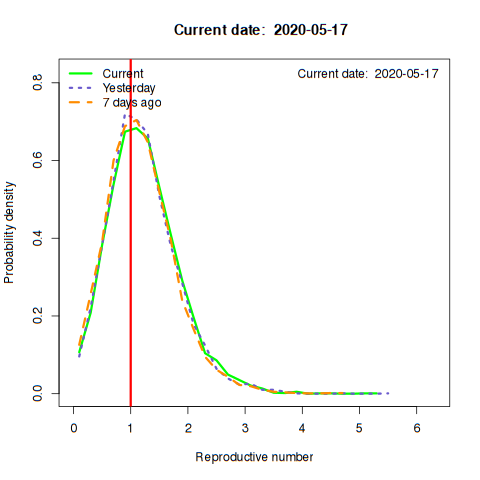 Current date: 2020-05-17
Current
Yesterday
7 days ago
Current date: 2020-05-17
Probability density
0.8
0.6
0.4
0.2
0.0
0 1 2 3 4 5 6
Reproductive number